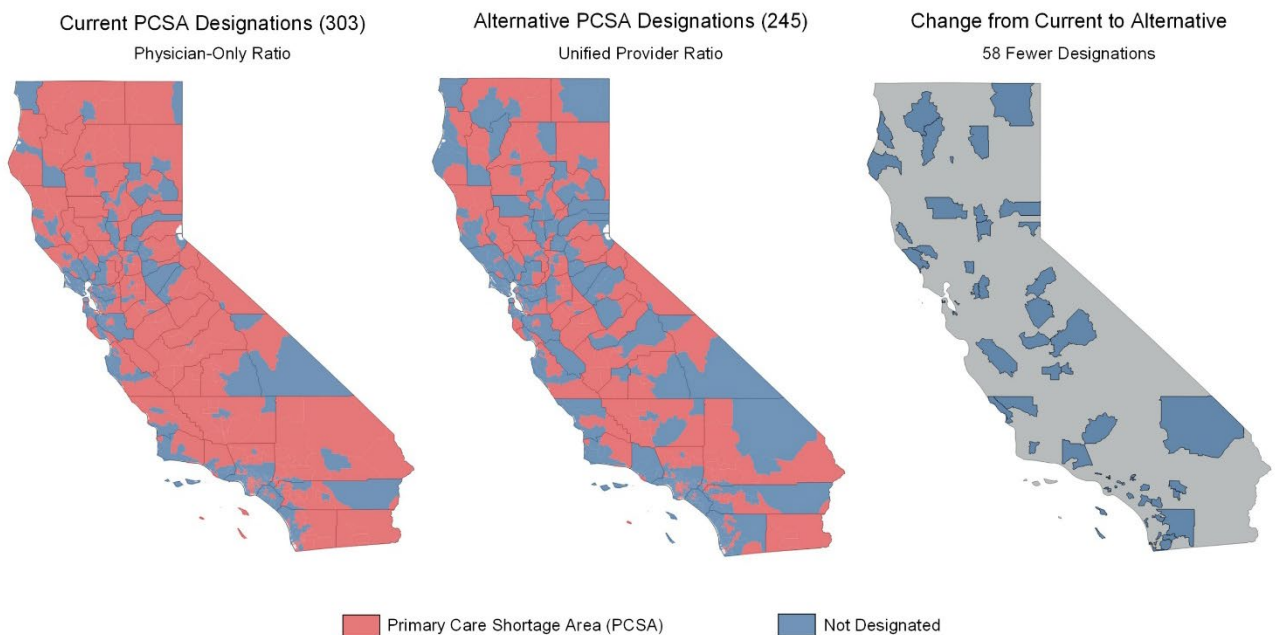 Current PCSA Designations (303)
Physician-Only Ratio
Alternative PCSA Designations (245)
Unified Provider Ratio
Change from Current to Alternative
58 Fewer Designations
Primary Care Shortage Area (PCSA)
Not Designated